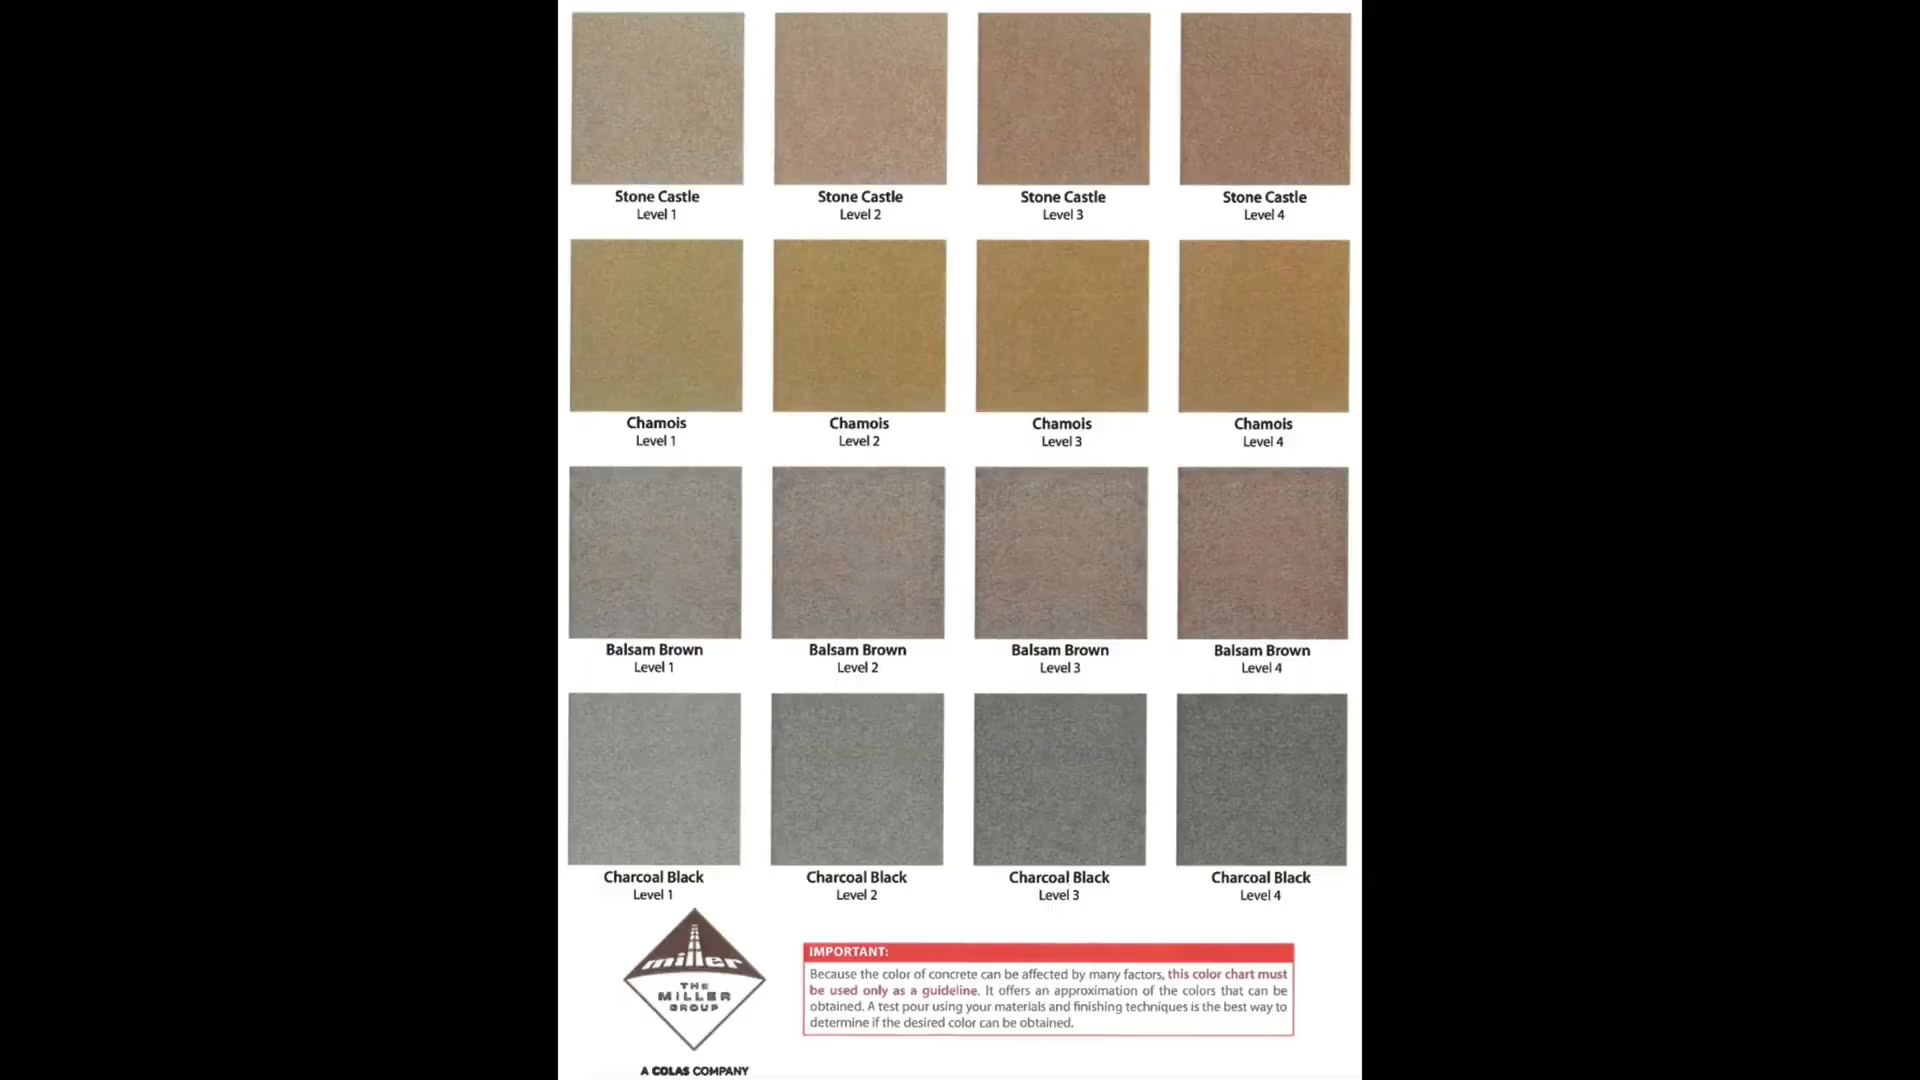 Stone Castle Stone Castle Stone Castle Stone Castle
Level 1 Level 2 Level 3 Level 4
Chamois Chamois Chamois Chamois
Level 1 Level 2 Level 3 Level 4
Balsam Brown Balsam Brown Balsam Brown Balsam Brown
Level 1 Level 2 Level 3 Level 4
Charcoal Black Charcoal Black Charcoal Black Charcoal Black
Level 1 Level 2 Level 3 Level 4
miller
THE
MILLER
GROUP
A COLAS COMPANY
IMPORTANT:
Because the color of concrete can be affected by many factors, this color chart must
be used only as a guideline. It offers an approximation of the colors that can be
obtained. A test pour using your materials and finishing techniques is the best way to
determine if the desired color can be obtained.